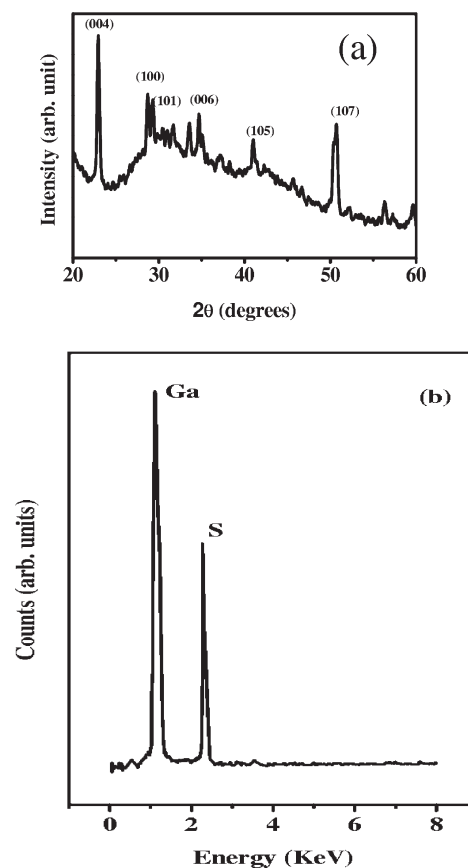 (a)
(004)
(100)
(101)
(006)
(105)
(107)
Intensity (arb. unit)
20 30 40 50 60
2θ (degrees)
(b)
Ga
S
Counts (arb. units)
0 2 4 6 8
Energy (KeV)